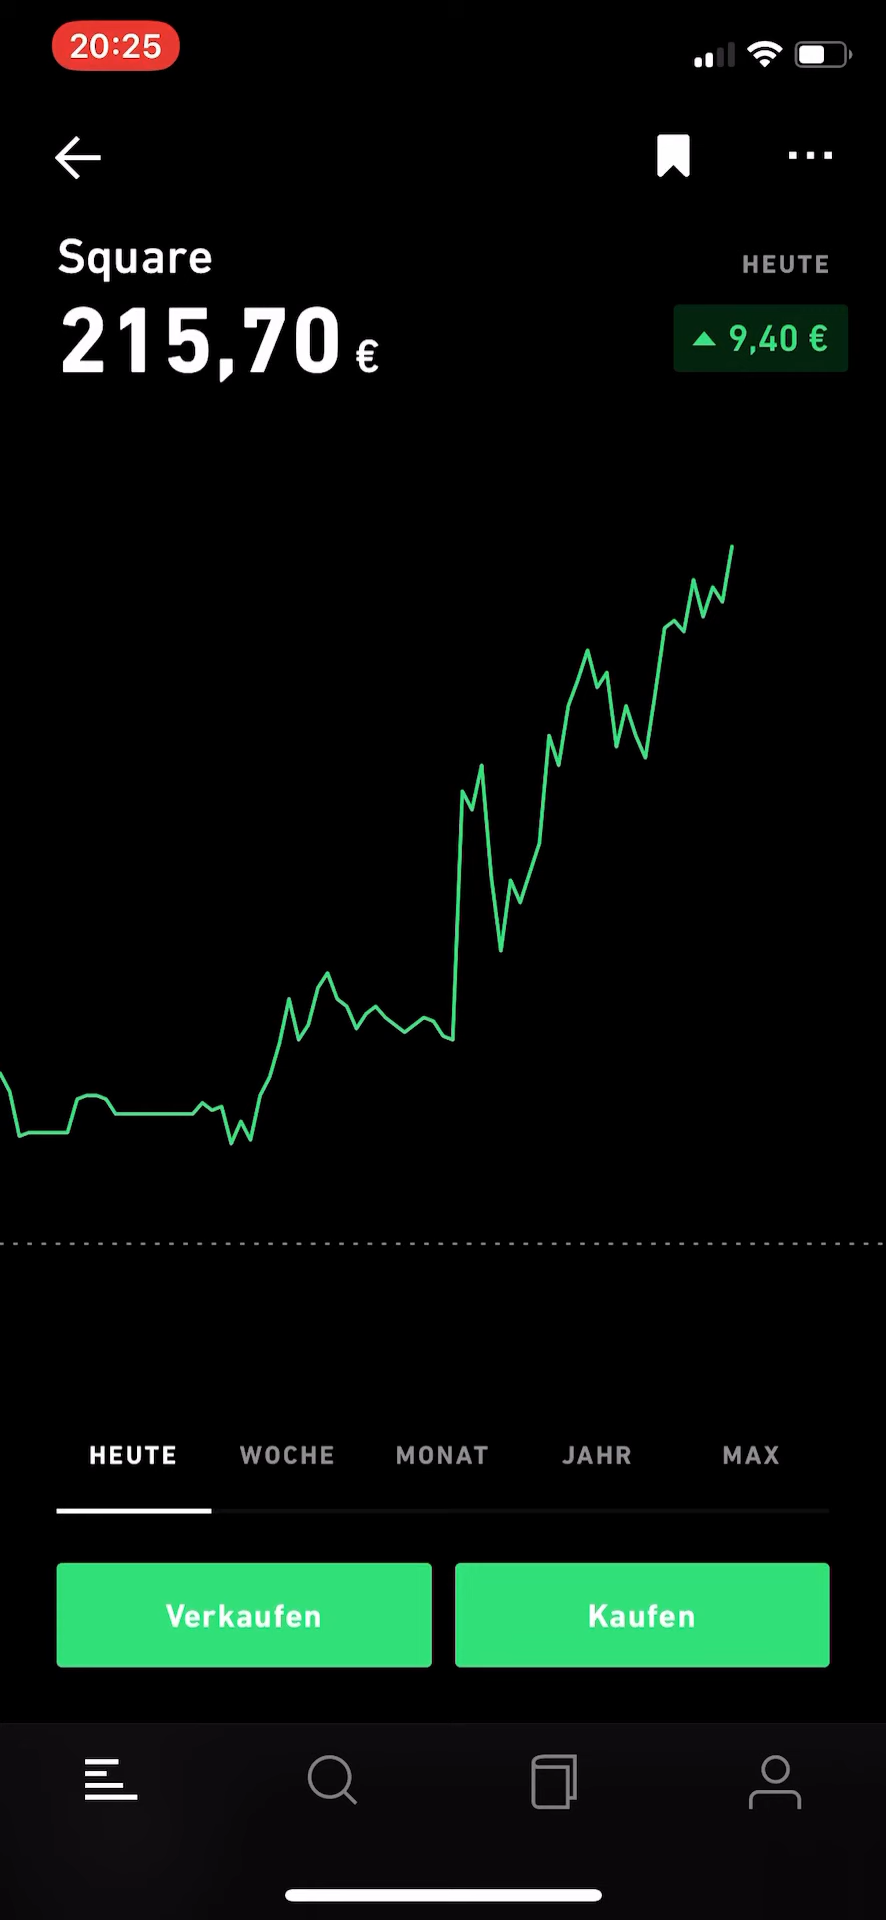 20:25
Square
HEUTE
215,70 €
9,40 €
HEUTE WOCHE MONAT JAHR MAX
Verkaufen Kaufen